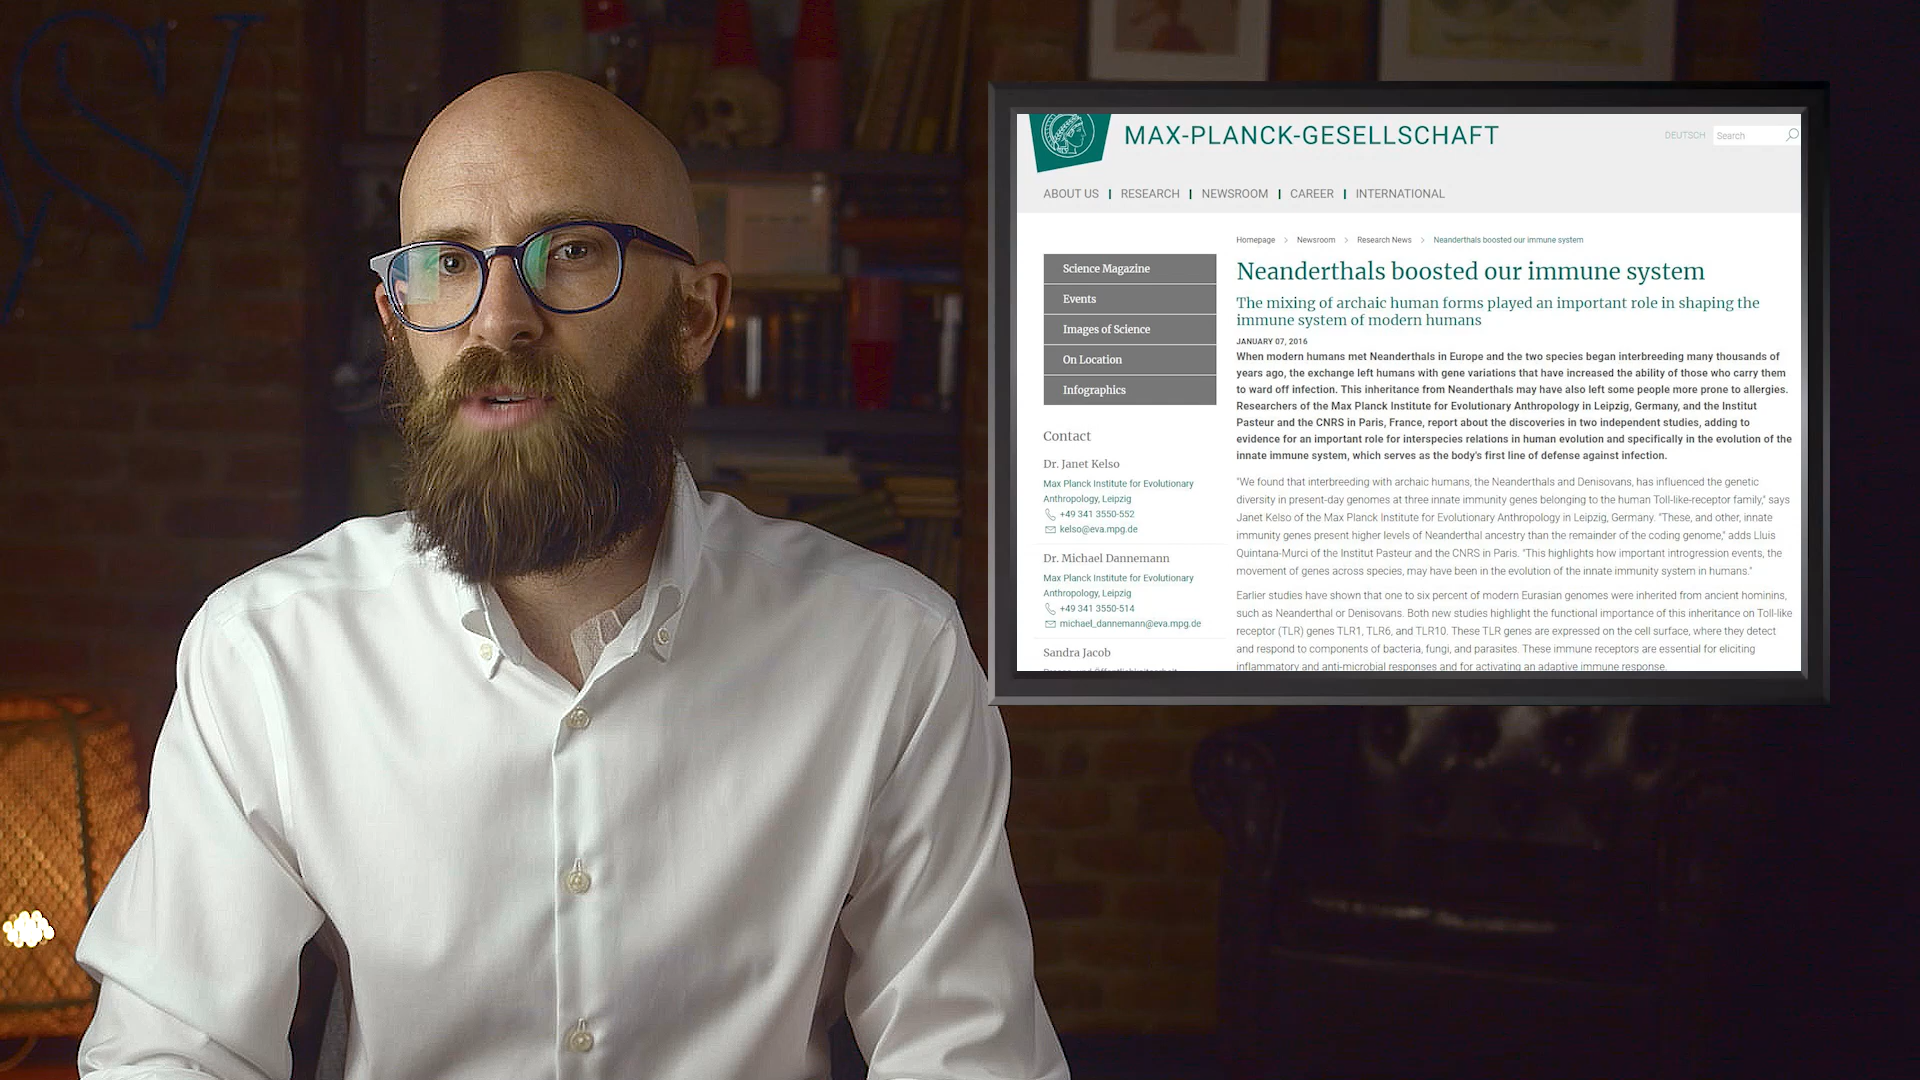 MAX-PLANCK-GESELLSCHAFT
DEUTSCH
Search
ABOUT US | RESEARCH | NEWSROOM | CAREER | INTERNATIONAL
Homepage > Newsroom > Research News > Neanderthals boosted our immune system
Science Magazine
Events
Images of Science
On Location
Infographics
Contact
Dr. Janet Kelso
Max Planck Institute for Evolutionary
Anthropology, Leipzig
+49 341 3550-552
kelso@eva.mpg.de
Dr. Michael Dannemann
Max Planck Institute for Evolutionary
Anthropology, Leipzig
+49 341 3550-514
michael_dannemann@eva.mpg.de
Sandra Jacob
Neanderthals boosted our immune system
The mixing of archaic human forms played an important role in shaping the
immune system of modern humans
JANUARY 07, 2016
When modern humans met Neanderthals in Europe and the two species began interbreeding many thousands of
years ago, the exchange left humans with gene variations that have increased the ability of those who carry them
to ward off infection. This inheritance from Neanderthals may have also left some people more prone to allergies.
Researchers of the Max Planck Institute for Evolutionary Anthropology in Leipzig, Germany, and the Institut
Pasteur and the CNRS in Paris, France, report about the discoveries in two independent studies, adding to
evidence for an important role for interspecies relations in human evolution and specifically in the evolution of the
innate immune system, which serves as the body's first line of defense against infection.
"We found that interbreeding with archaic humans, the Neanderthals and Denisovans, has influenced the genetic
diversity in present-day genomes at three innate immunity genes belonging to the human Toll-like-receptor family," says
Janet Kelso of the Max Planck Institute for Evolutionary Anthropology in Leipzig, Germany. "These, and other, innate
immunity genes present higher levels of Neanderthal ancestry than the remainder of the coding genome," adds Lluis
Quintana-Murci of the Institut Pasteur and the CNRS in Paris. "This highlights how important introgression events, the
movement of genes across species, may have been in the evolution of the innate immunity system in humans."
Earlier studies have shown that one to six percent of modern Eurasian genomes were inherited from ancient hominins,
such as Neanderthal or Denisovans. Both new studies highlight the functional importance of this inheritance on Toll-like
receptor (TLR) genes TLR1, TLR6, and TLR10. These TLR genes are expressed on the cell surface, where they detect
and respond to components of bacteria, fungi, and parasites. These immune receptors are essential for eliciting
inflammatory and anti-microbial responses and for activating an adaptive immune response.